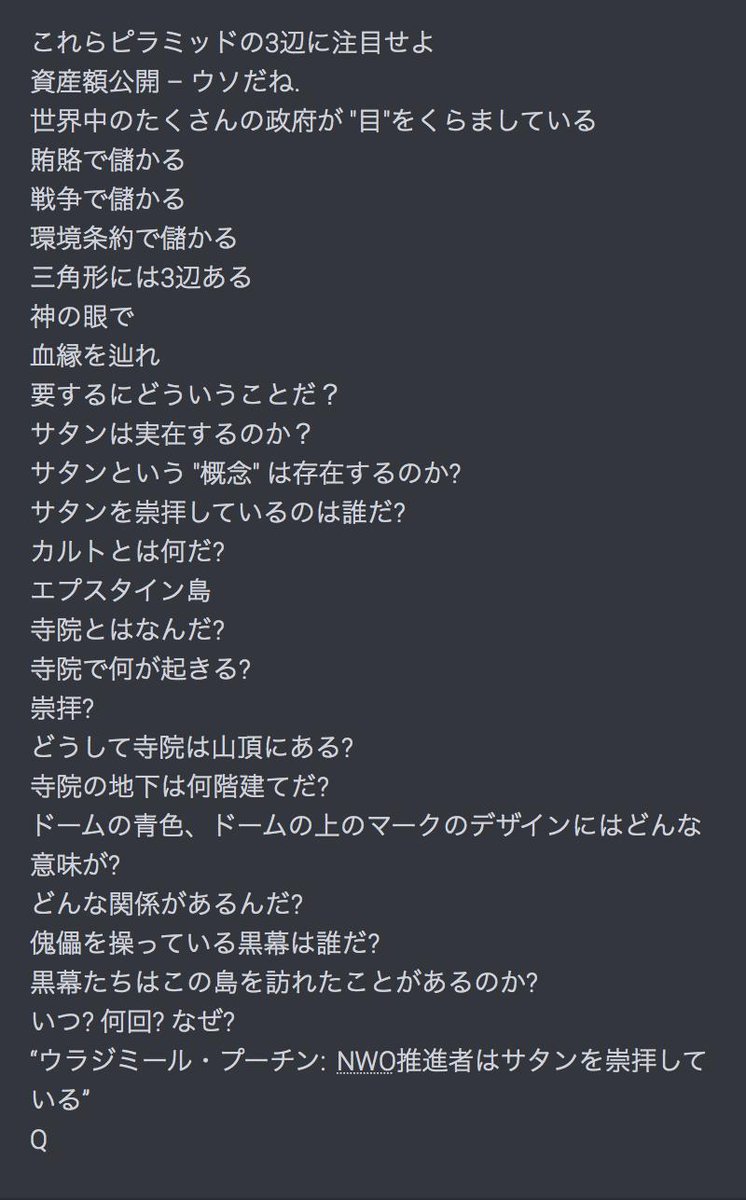 これらピラミッドの3辺に注目せよ
資産額公開 – ウソだね.
世界中のたくさんの政府が "目"をくらましている
賄賂で儲かる
戦争で儲かる
環境条約で儲かる
三角形には3辺ある
神の眼で
血縁を辿れ
要するにどういうことだ？
サタンは実在するのか？
サタンという "概念" は存在するのか?
サタンを崇拝しているのは誰だ?
カルトとは何だ?
エプスタイン島
寺院とはなんだ?
寺院で何が起きる?
崇拝?
どうして寺院は山頂にある?
寺院の地下は何階建てだ?
ドームの青色、ドームの上のマークのデザインにはどんな
意味が?
どんな関係があるんだ?
傀儡を操っている黒幕は誰だ?
黒幕たちはこの島を訪れたことがあるのか?
いつ? 何回? なぜ?
“ウラジミール・プーチン: NWO推進者はサタンを崇拝して
いる”
Q